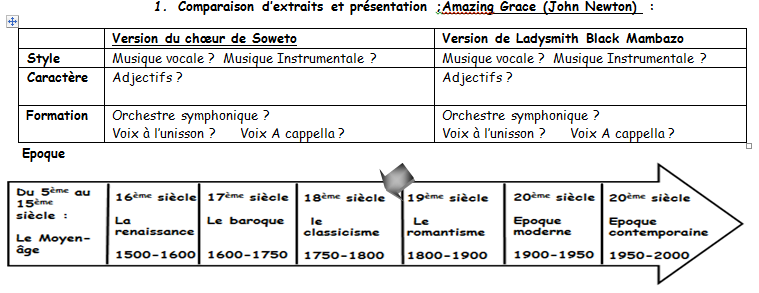 1. Comparaison d'extraits et présentation ;Amazing Grace (John Newton) :
Version du chœur de Soweto
Version de Ladysmith Black Mambazo
Style
Musique vocale ? Musique Instrumentale ?
Musique vocale ? Musique Instrumentale ?
Caractère
Adjectifs ?
Adjectifs ?
Formation
Orchestre symphonique ?
Voix à l'unisson ? Voix A cappella ?
Orchestre symphonique ?
Voix à l'unisson ? Voix A cappella ?
Epoque
Du 5ème au
15ème
siècle :
Le Moyen-
âge
16ème siècle
La
renaissance
1500-1600
17ème siècle
Le baroque
1600-1750
18ème siècle
le
classicisme
1750-1800
19ème siècle
Le
romantisme
1800-1900
20ème siècle
Epoque
moderne
1900-1950
20ème siècle
Epoque
contemporaine
1950-2000